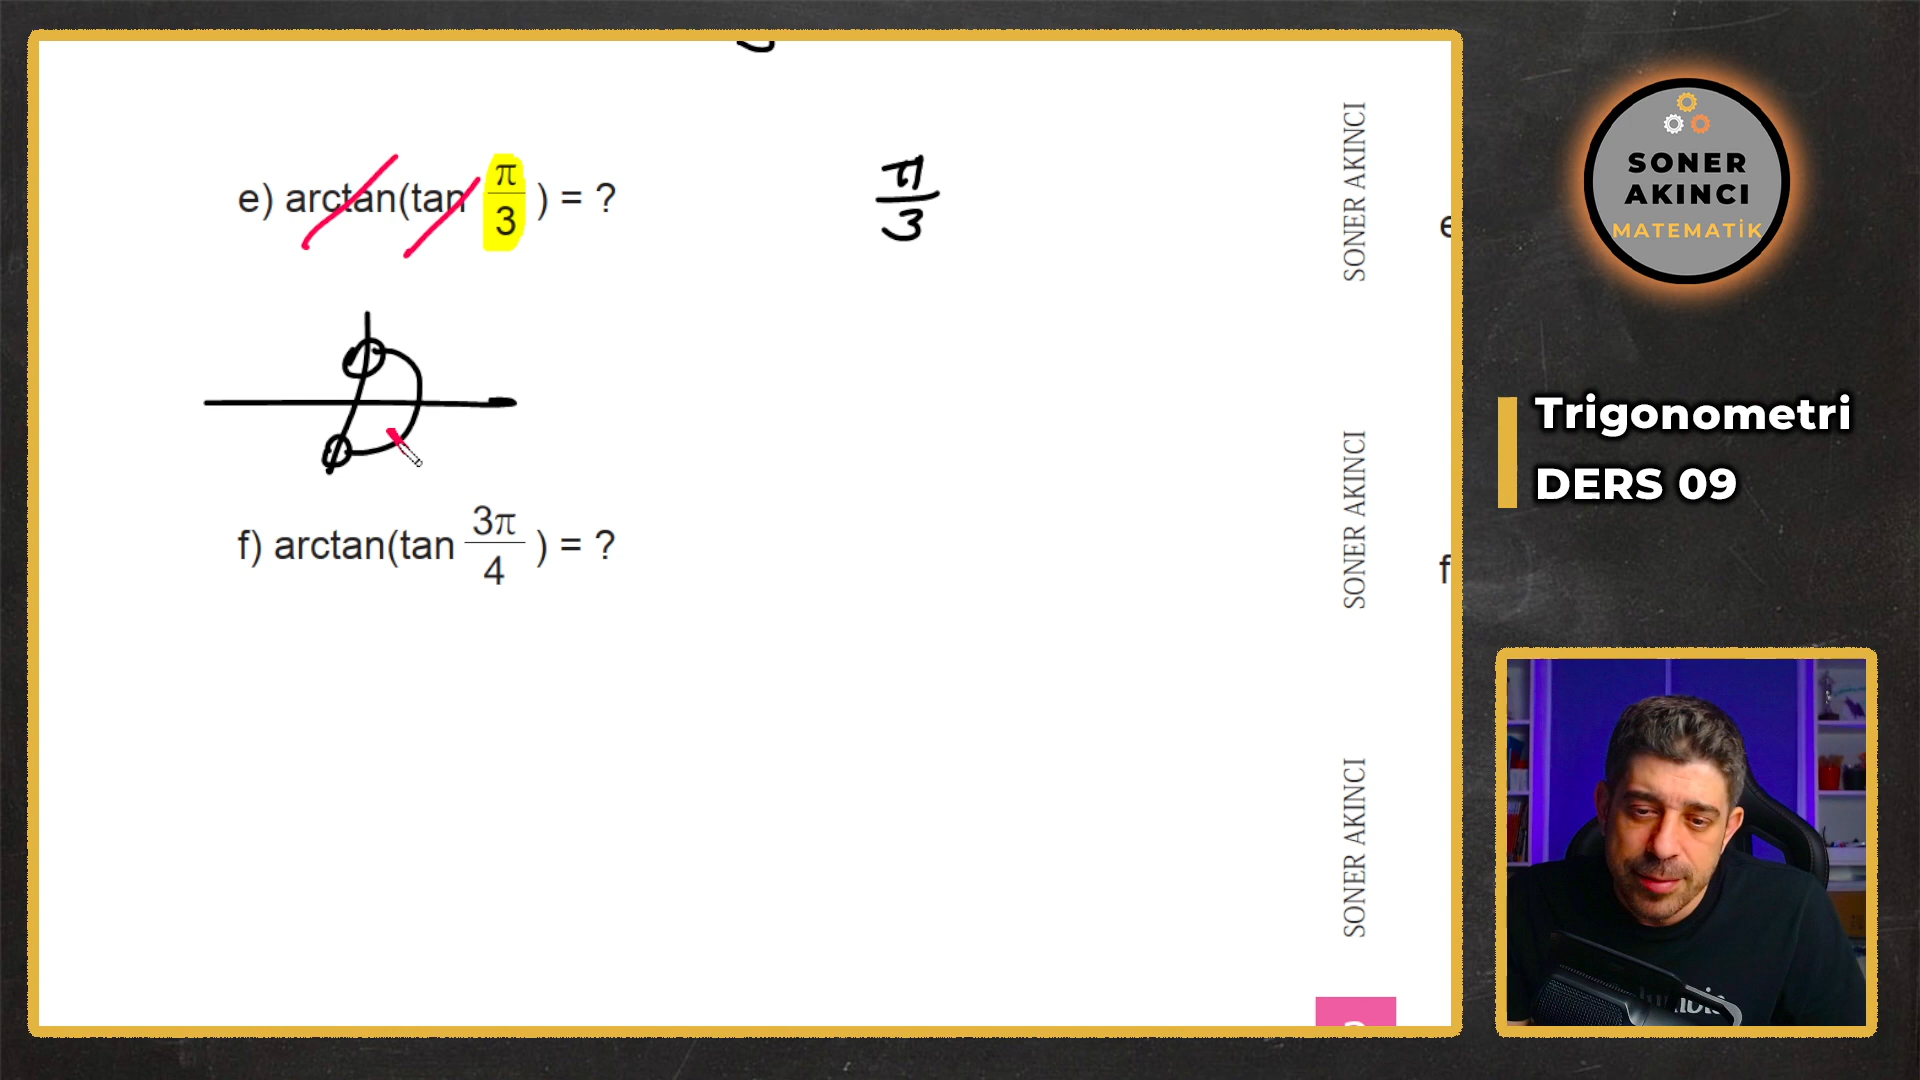 e) arctan(tan π/3 ) = ?
π/3
f) arctan(tan 3π/4 ) = ?
SONER AKINCI
SONER AKINCI
SONER AKINCI
e
f
SONER
AKINCI
MATEMATİK
Trigonometri
DERS 09